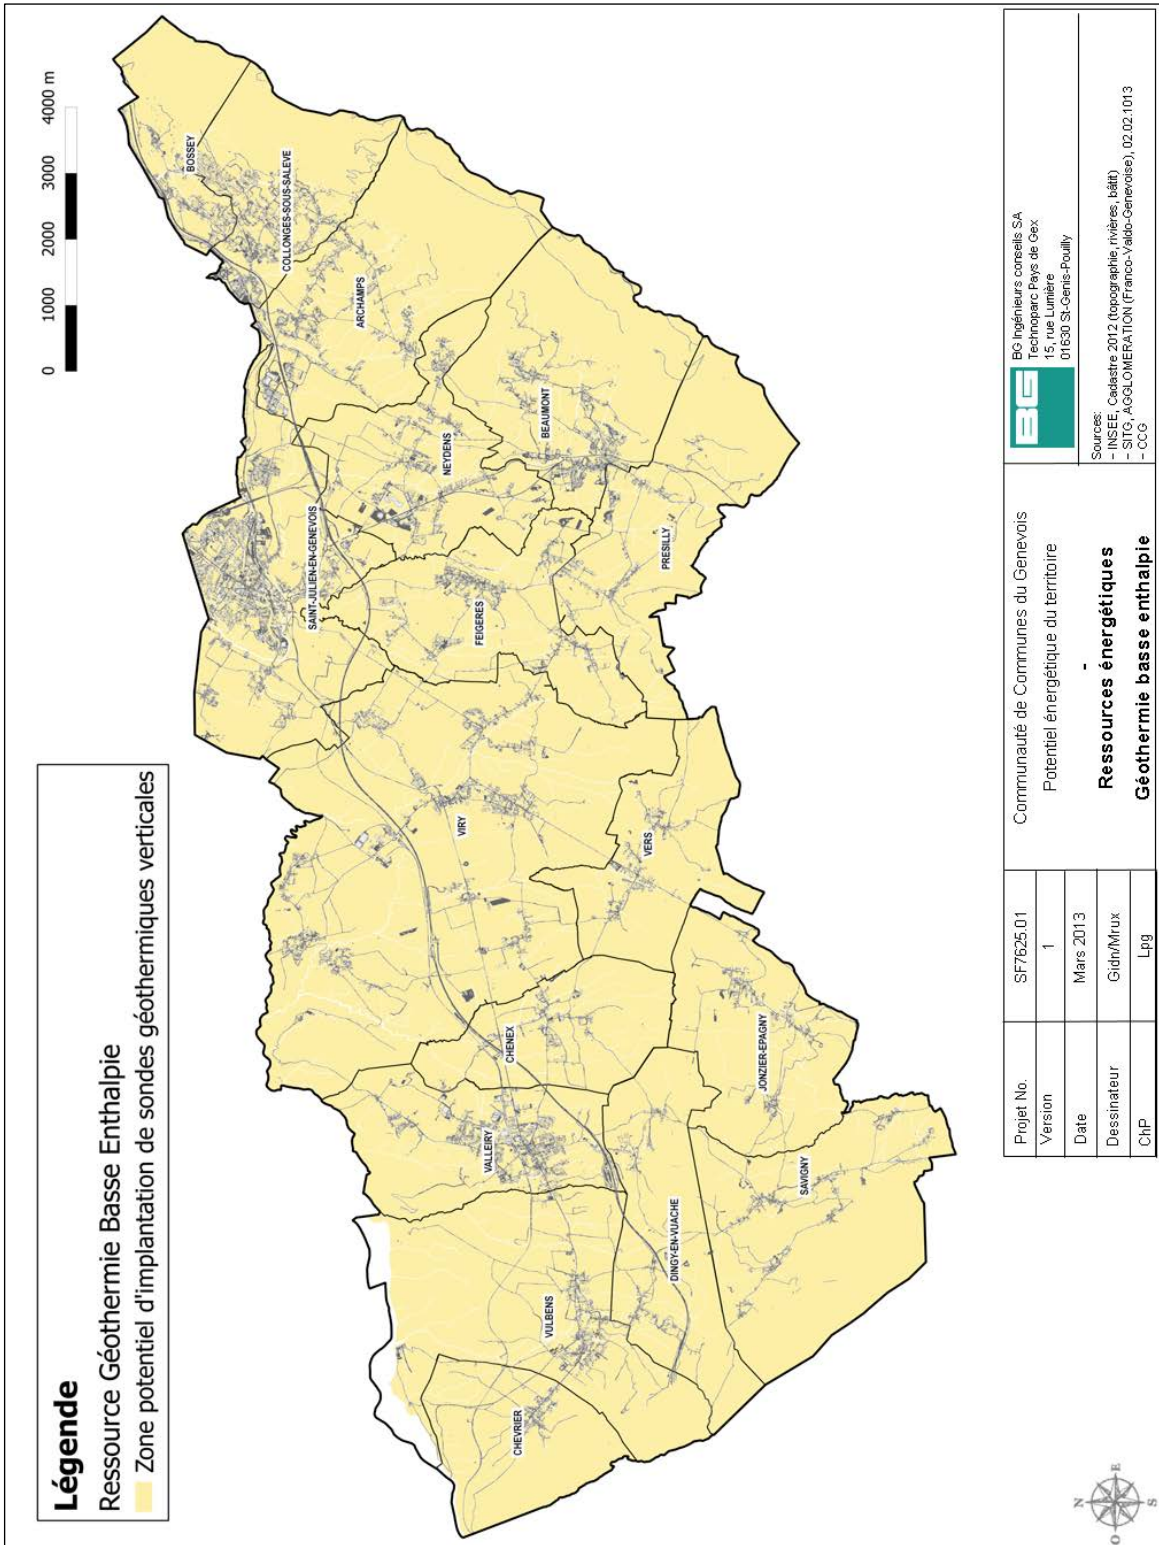 Légende
Ressource Géothermie Basse Enthalpie
Zone potentiel d'implantation de sondes géothermiques verticales
0 1000 2000 3000 4000 m
BOSSEY
COLLONGES-SOUS-SALEVE
ARCHAMPS
SAINT-JULIEN-EN-GENEVOIS
NEYDENS
BEAUMONT
FEIGERES
PRESILLY
VIRY
VERS
CHENEX
VALLEIRY
JONZIER-EPAGNY
SAVIGNY
DINGY-EN-VUACHE
VULBENS
CHEVRIER
N
O
E
S
Projet No. SF7625.01
Version 1
Date Mars 2013
Dessinateur Gidn/Mrux
ChP Lpg
Communauté de Communes du Genevois
Potentiel énergétique du territoire
-
Ressources énergétiques
Géothermie basse enthalpie
BG
BG Ingénieurs conseils SA
Technoparc Pays de Gex
15, rue Lumière
01630 St-Genis-Pouilly
Sources:
- INSEE, Cadastre 2012 (topographie, rivières, bâtit)
- SITG, AGGLOMERATION (Franco-Valdo-Genevoise), 02.02.1013
- CCG